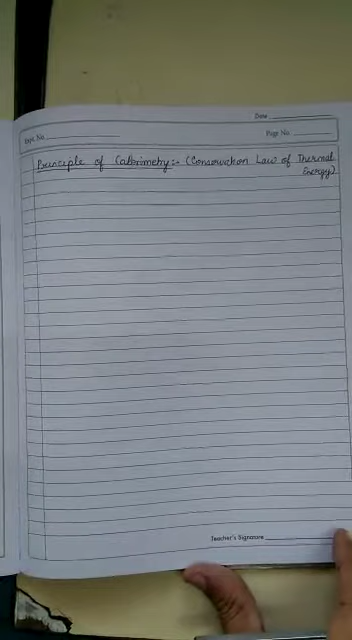 Date
Expt. No.
Page No.
Principle of Calorimetry :- (Conservation Law of Thermal
Energy)
Teacher's Signature